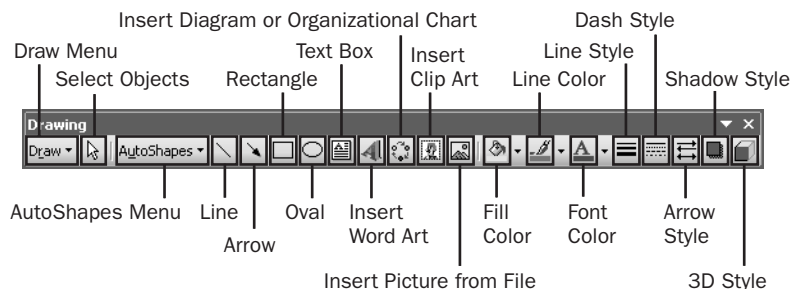 Insert Diagram or Organizational Chart
Dash Style
Draw Menu
Text Box
Insert
Clip Art
Line Style
Select Objects
Rectangle
Line Color
Shadow Style
Drawing
Draw
AutoShapes
A
AutoShapes Menu
Line
Arrow
Oval
Insert
Word Art
Insert Picture from File
Fill
Color
Font
Color
Arrow
Style
3D Style